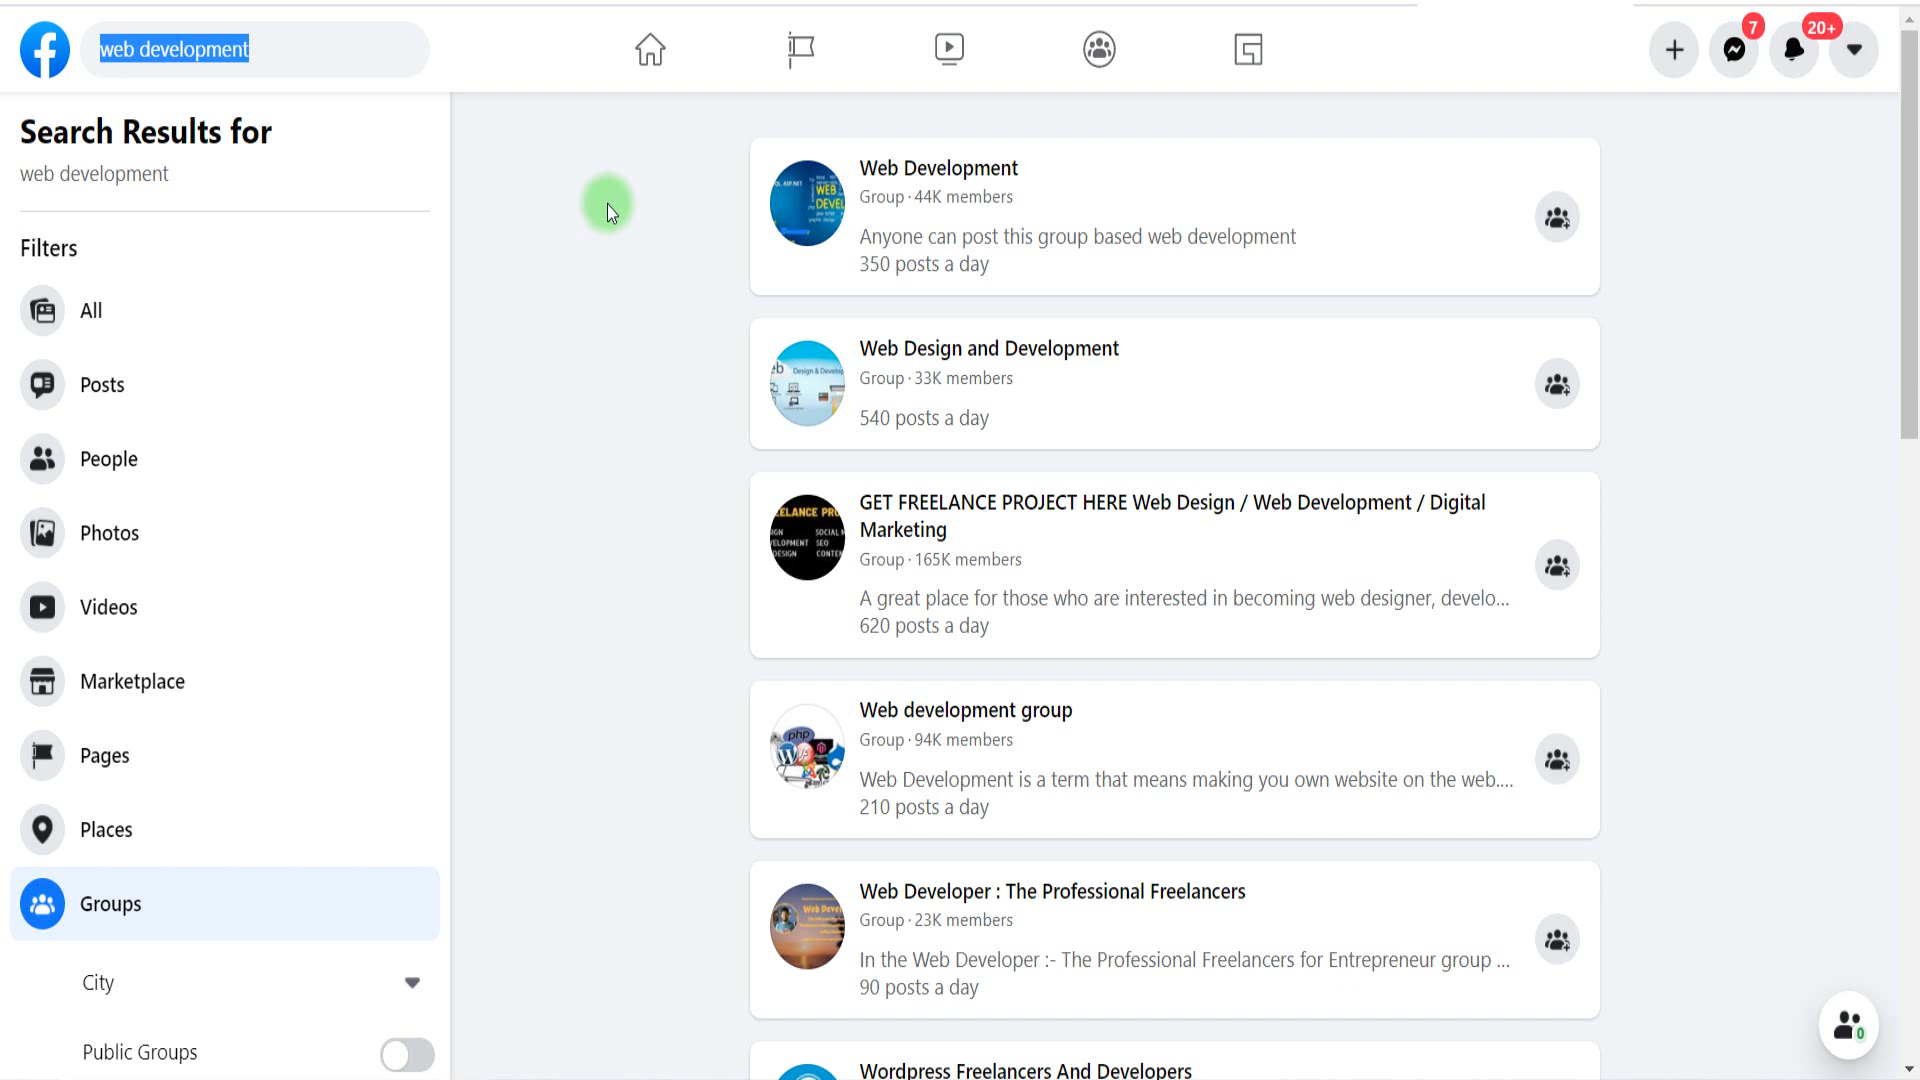 web development
7
20+
Search Results for
web development
Filters
All
Posts
People
Photos
Videos
Marketplace
Pages
Places
Groups
City
Public Groups
Web Development
Group · 44K members
Anyone can post this group based web development
350 posts a day
Web Design and Development
Group · 33K members
540 posts a day
GET FREELANCE PROJECT HERE Web Design / Web Development / Digital
Marketing
Group · 165K members
A great place for those who are interested in becoming web designer, develo...
620 posts a day
Web development group
Group · 94K members
Web Development is a term that means making you own website on the web....
210 posts a day
Web Developer : The Professional Freelancers
Group · 23K members
In the Web Developer :- The Professional Freelancers for Entrepreneur group ...
90 posts a day
Wordpress Freelancers And Developers
0